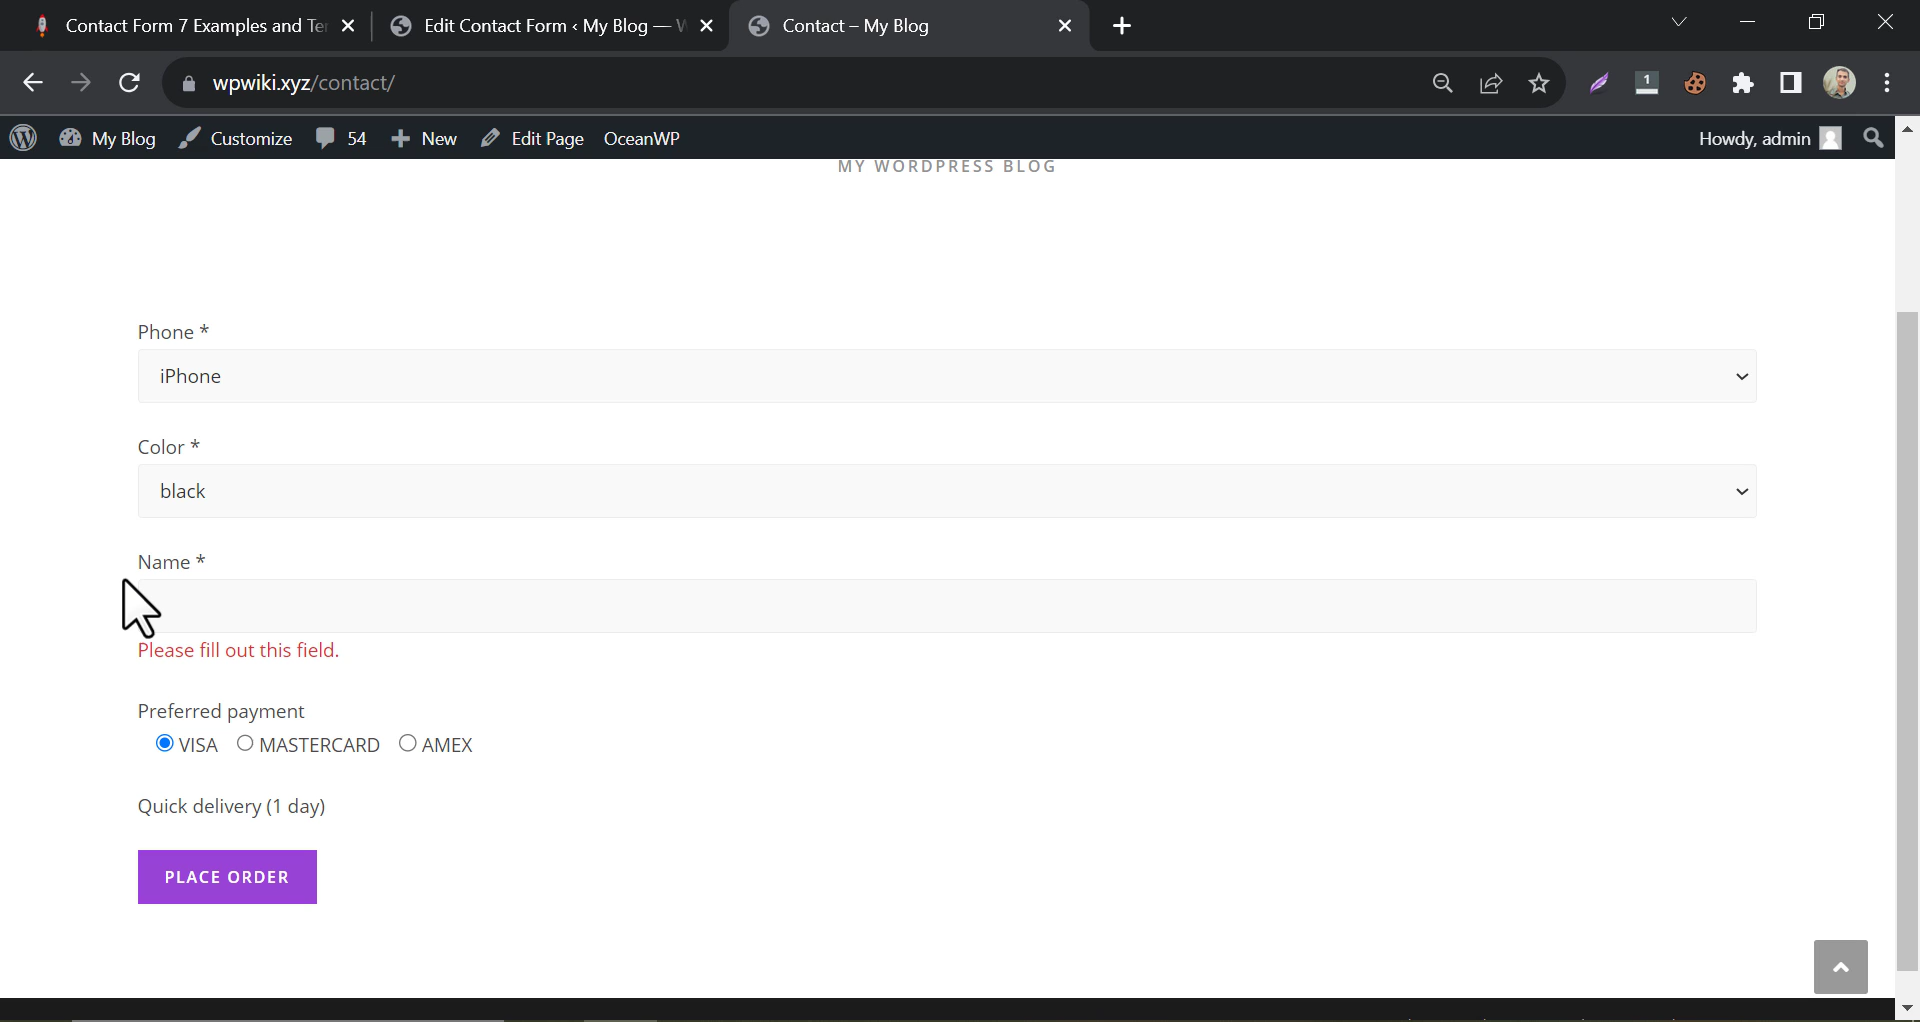 Contact Form 7 Examples and Te
Edit Contact Form ‹ My Blog —
Contact – My Blog
wpwiki.xyz/contact/
1
My Blog
Customize
54
New
Edit Page
OceanWP
Howdy, admin
MY WORDPRESS BLOG
Phone *
iPhone
Color *
black
Name *
Please fill out this field.
Preferred payment
VISA
MASTERCARD
AMEX
Quick delivery (1 day)
PLACE ORDER